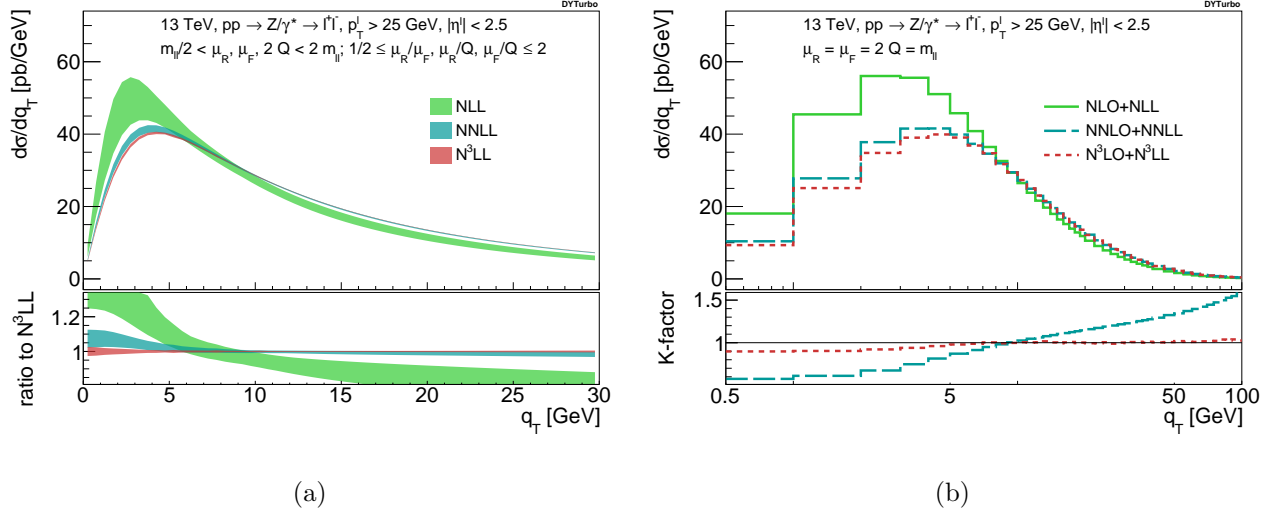 DYTurbo
13 TeV, pp → Z/γ* → l⁺l⁻, p_T^l > 25 GeV, |η^l| < 2.5
m_ll/2 < μ_R, μ_F, 2 Q < 2 m_ll; 1/2 ≤ μ_R/μ_F, μ_R/Q, μ_F/Q ≤ 2
dσ/dq_T [pb/GeV]
60
40
20
0
NLL
NNLL
N³LL
ratio to N³LL
1.2
1
0 5 10 15 20 25 30
q_T [GeV]
(a)
DYTurbo
13 TeV, pp → Z/γ* → l⁺l⁻, p_T^l > 25 GeV, |η^l| < 2.5
μ_R = μ_F = 2 Q = m_ll
dσ/dq_T [pb/GeV]
60
40
20
0
NLO+NLL
NNLO+NNLL
N³LO+N³LL
K-factor
1.5
1
0.5 5 50 100
q_T [GeV]
(b)